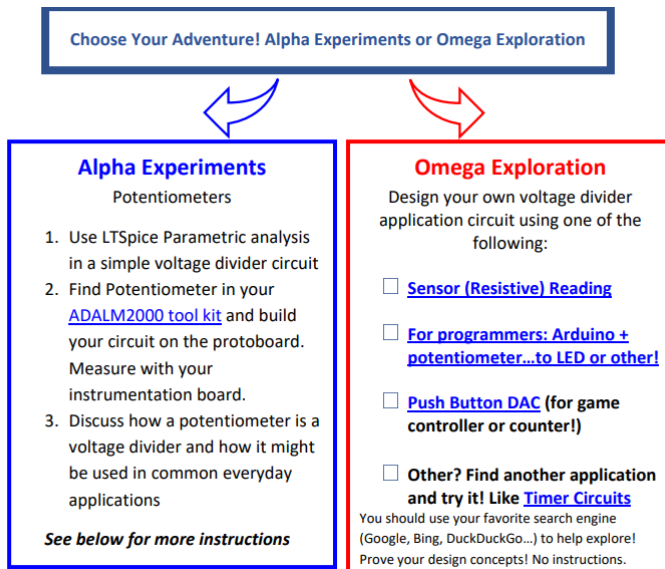 Choose Your Adventure! Alpha Experiments or Omega Exploration
Alpha Experiments
Potentiometers
1. Use LTSpice Parametric analysis
in a simple voltage divider circuit
2. Find Potentiometer in your
ADALM2000 tool kit and build
your circuit on the protoboard.
Measure with your
instrumentation board.
3. Discuss how a potentiometer is a
voltage divider and how it might
be used in common everyday
applications
See below for more instructions
Omega Exploration
Design your own voltage divider
application circuit using one of the
following:
Sensor (Resistive) Reading
For programmers: Arduino +
potentiometer…to LED or other!
Push Button DAC (for game
controller or counter!)
Other? Find another application
and try it! Like Timer Circuits
You should use your favorite search engine
(Google, Bing, DuckDuckGo…) to help explore!
Prove your design concepts! No instructions.